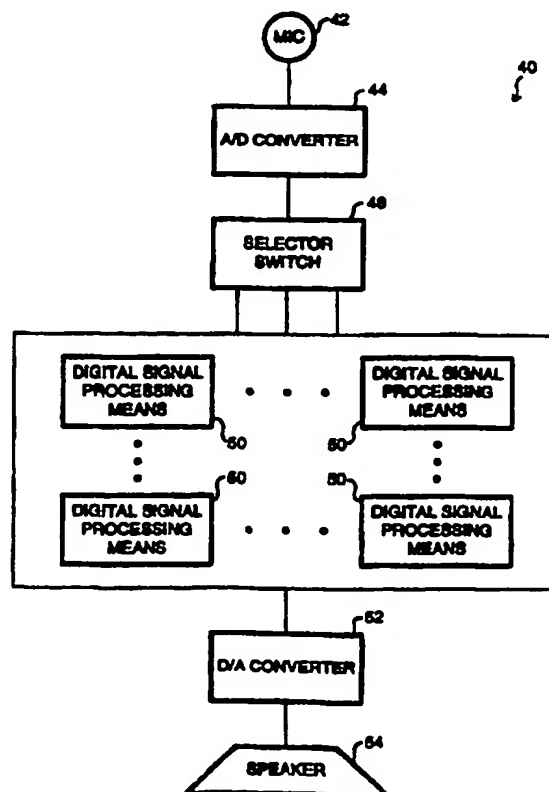 42
MIC
40
44
A/D CONVERTER
48
SELECTOR
SWITCH
DIGITAL SIGNAL
PROCESSING
MEANS
DIGITAL SIGNAL
PROCESSING
MEANS
50
50
50
50
DIGITAL SIGNAL
PROCESSING
MEANS
DIGITAL SIGNAL
PROCESSING
MEANS
52
D/A CONVERTER
54
SPEAKER